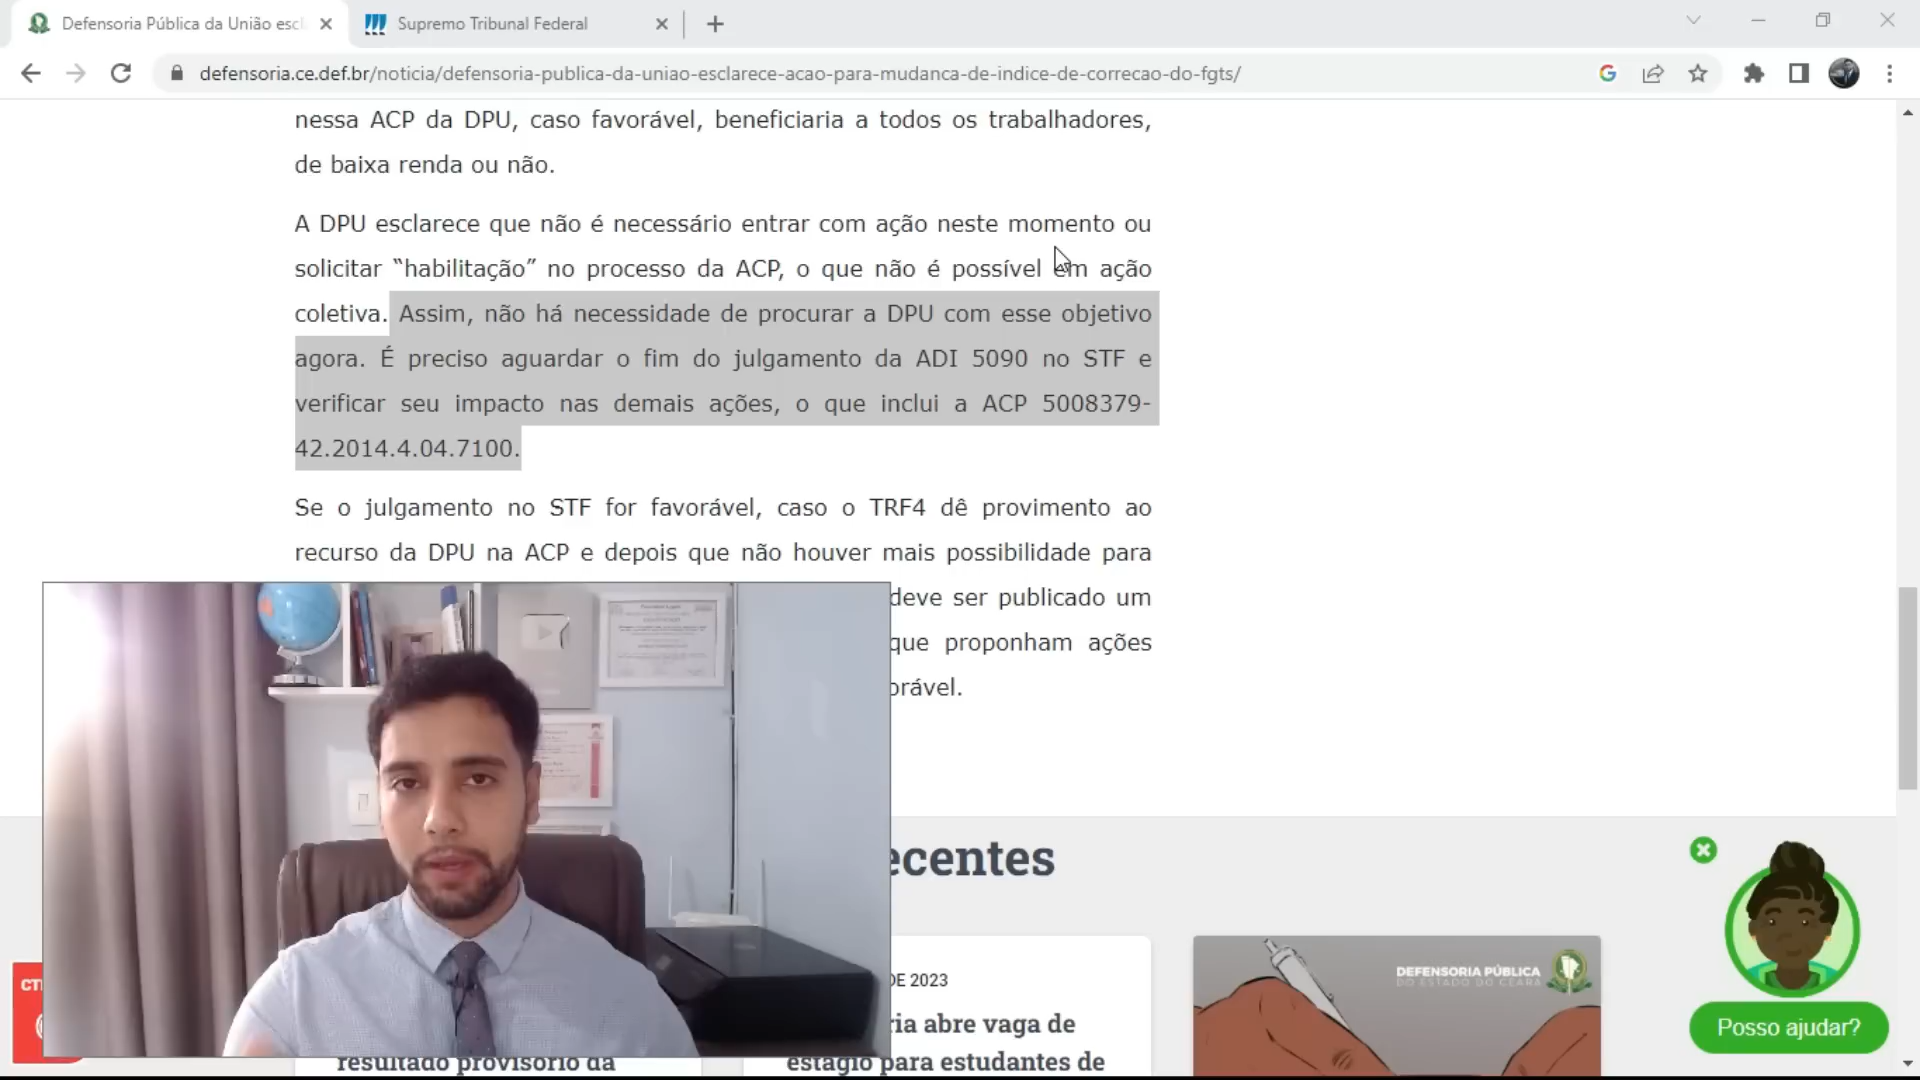 Defensoria Pública da União escl
Supremo Tribunal Federal
defensoria.ce.def.br/noticia/defensoria-publica-da-uniao-esclarece-acao-para-mudanca-de-indice-de-correcao-do-fgts/
nessa ACP da DPU, caso favorável, beneficiaria a todos os trabalhadores,
de baixa renda ou não.
A DPU esclarece que não é necessário entrar com ação neste momento ou
solicitar “habilitação” no processo da ACP, o que não é possível em ação
coletiva. Assim, não há necessidade de procurar a DPU com esse objetivo
agora. É preciso aguardar o fim do julgamento da ADI 5090 no STF e
verificar seu impacto nas demais ações, o que inclui a ACP 5008379-
42.2014.4.04.7100.
Se o julgamento no STF for favorável, caso o TRF4 dê provimento ao
recurso da DPU na ACP e depois que não houver mais possibilidade para
deve ser publicado um
que proponham ações
orável.
ecentes
DE 2023
ria abre vaga de
estágio para estudantes de
resultado provisório da
DEFENSORIA PÚBLICA
DO ESTADO DO CEARÁ
Posso ajudar?